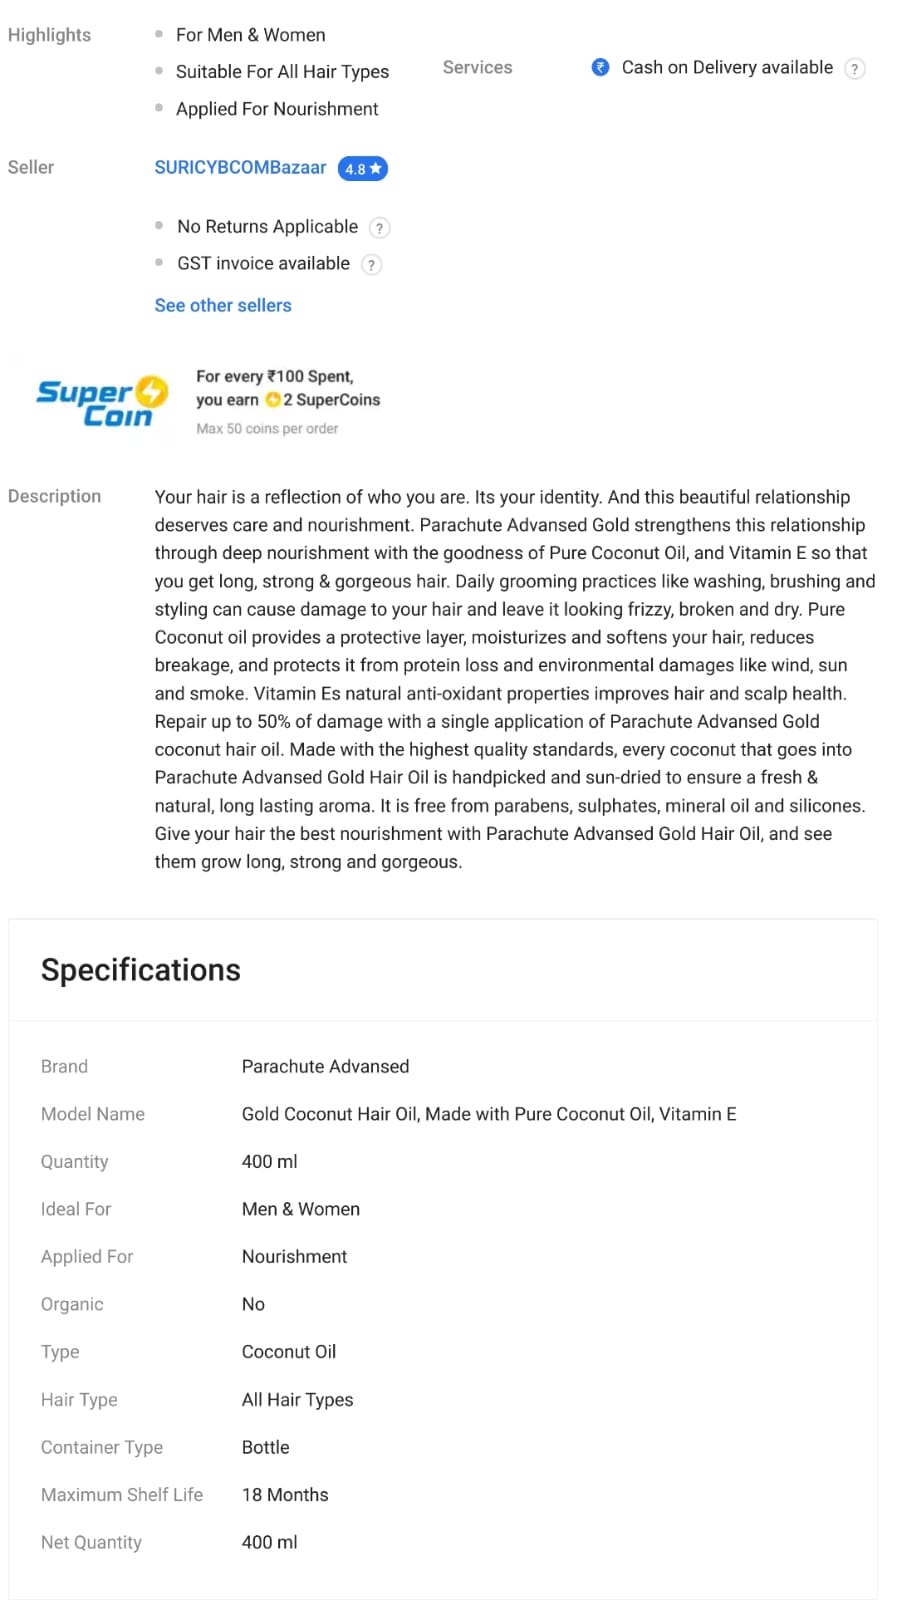 Highlights
For Men & Women
Suitable For All Hair Types
Applied For Nourishment
Services
₹ Cash on Delivery available ?
Seller
SURICYBCOMBazaar 4.8 ★
No Returns Applicable ?
GST invoice available ?
See other sellers
Super
Coin
For every ₹100 Spent,
you earn 2 SuperCoins
Max 50 coins per order
Description
Your hair is a reflection of who you are. Its your identity. And this beautiful relationship
deserves care and nourishment. Parachute Advansed Gold strengthens this relationship
through deep nourishment with the goodness of Pure Coconut Oil, and Vitamin E so that
you get long, strong & gorgeous hair. Daily grooming practices like washing, brushing and
styling can cause damage to your hair and leave it looking frizzy, broken and dry. Pure
Coconut oil provides a protective layer, moisturizes and softens your hair, reduces
breakage, and protects it from protein loss and environmental damages like wind, sun
and smoke. Vitamin Es natural anti-oxidant properties improves hair and scalp health.
Repair up to 50% of damage with a single application of Parachute Advansed Gold
coconut hair oil. Made with the highest quality standards, every coconut that goes into
Parachute Advansed Gold Hair Oil is handpicked and sun-dried to ensure a fresh &
natural, long lasting aroma. It is free from parabens, sulphates, mineral oil and silicones.
Give your hair the best nourishment with Parachute Advansed Gold Hair Oil, and see
them grow long, strong and gorgeous.
Specifications
Brand Parachute Advansed
Model Name Gold Coconut Hair Oil, Made with Pure Coconut Oil, Vitamin E
Quantity 400 ml
Ideal For Men & Women
Applied For Nourishment
Organic No
Type Coconut Oil
Hair Type All Hair Types
Container Type Bottle
Maximum Shelf Life 18 Months
Net Quantity 400 ml